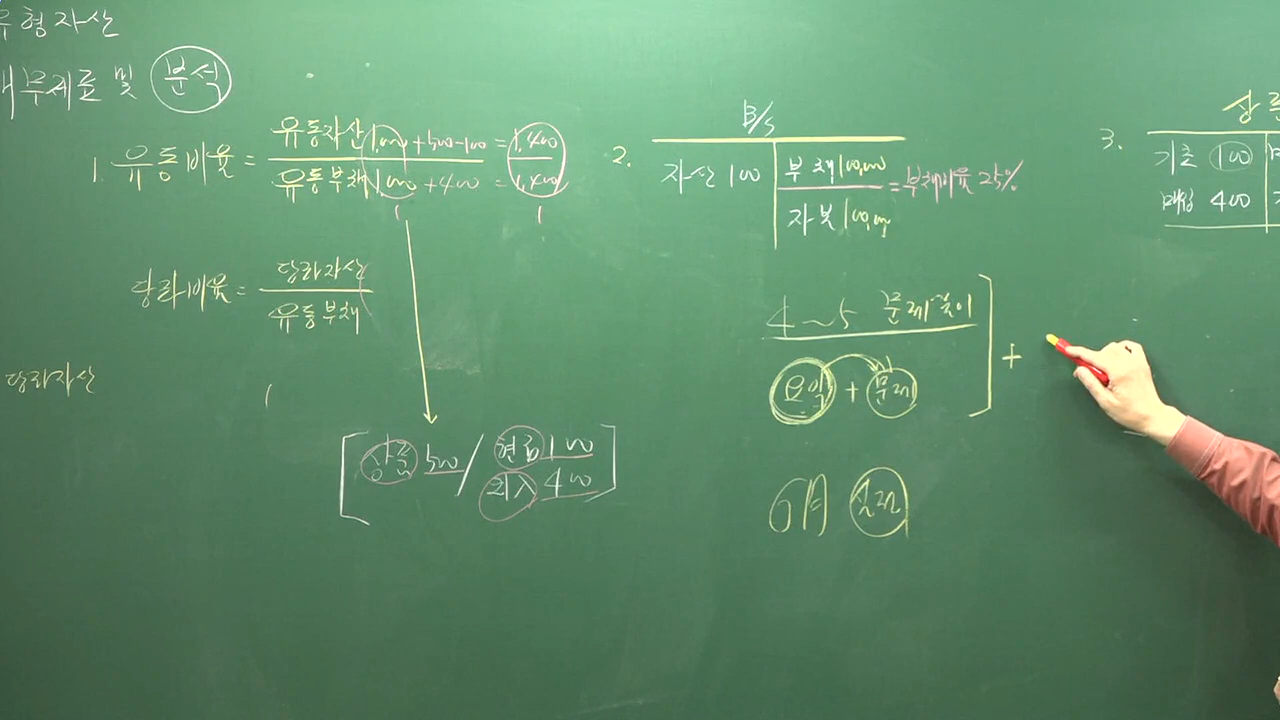 유형자산
재무제표 및 분석
1. 유동비율 = 유동자산 1,000 + 500 - 100 = 1,400
유동부채 1,000 + 400 = 1,400
1 1
당좌비율 = 당좌자산
유동부채
당좌자산
[상품 500 / 현금 100
외 400]
2. B/S
자산 100 부채 100,000
자본 100,000
= 부채비율 25%
4~5 문제풀이
요약 + 문제 ] +
6月 실전
3. 상품
기초 100
매입 400